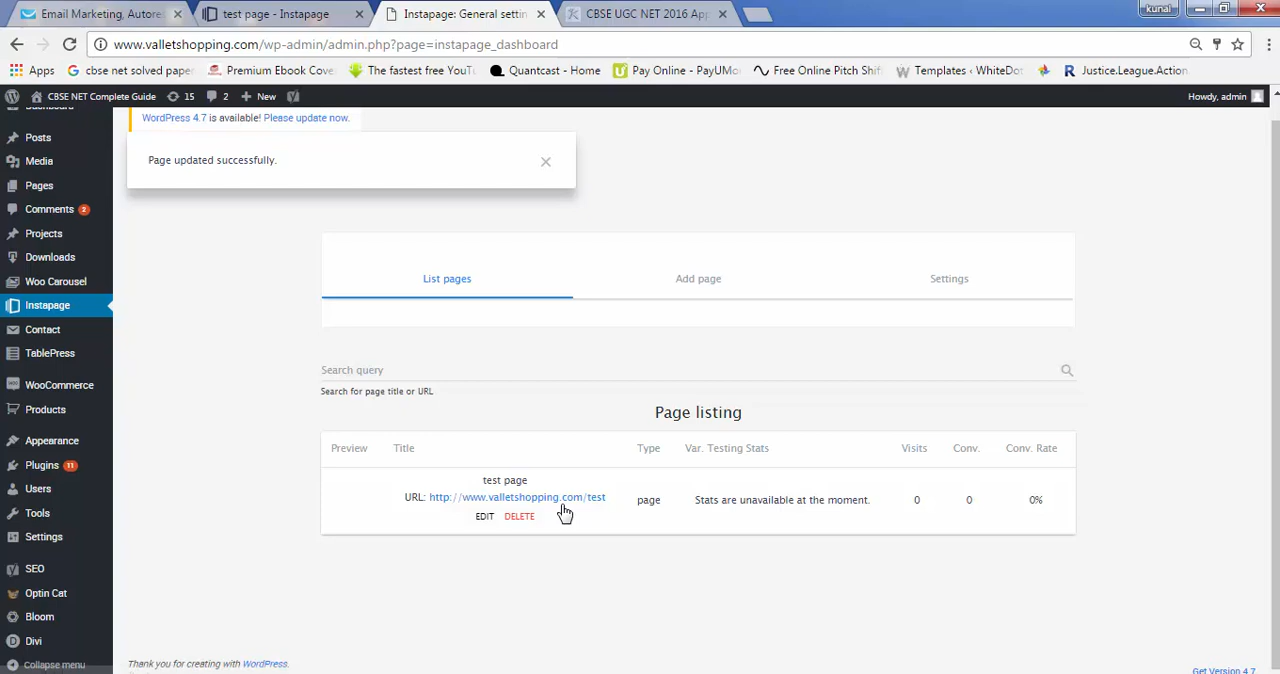 Email Marketing, Autores
test page - Instapage
Instapage: General settin
CBSE UGC NET 2016 App
kunal
www.valletshopping.com/wp-admin/admin.php?page=instapage_dashboard
Apps
cbse net solved pape
Premium Ebook Cove
The fastest free YouT
Quantcast - Home
Pay Online - PayUMo
Free Online Pitch Shif
Templates ‹ WhiteDot
Justice.League.Action
CBSE NET Complete Guide
15
2
New
Howdy, admin
Dashboard
Posts
Media
Pages
Comments 2
Projects
Downloads
Woo Carousel
Instapage
Contact
TablePress
WooCommerce
Products
Appearance
Plugins 11
Users
Tools
Settings
SEO
Optin Cat
Bloom
Divi
Collapse menu
WordPress 4.7 is available! Please update now.
Page updated successfully.
List pages
Add page
Settings
Search query
Search for page title or URL
Page listing
Preview Title Type Var. Testing Stats Visits Conv. Conv. Rate
test page
URL: http://www.valletshopping.com/test page Stats are unavailable at the moment. 0 0 0%
EDIT DELETE
Thank you for creating with WordPress.
Get Version 4.7